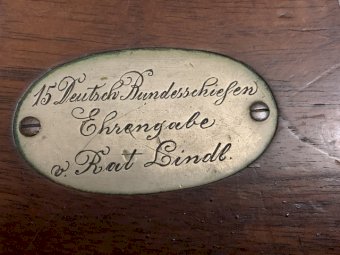 15 Deutsch Bundesschießen
Ehrengabe
v. Rat Lindl.